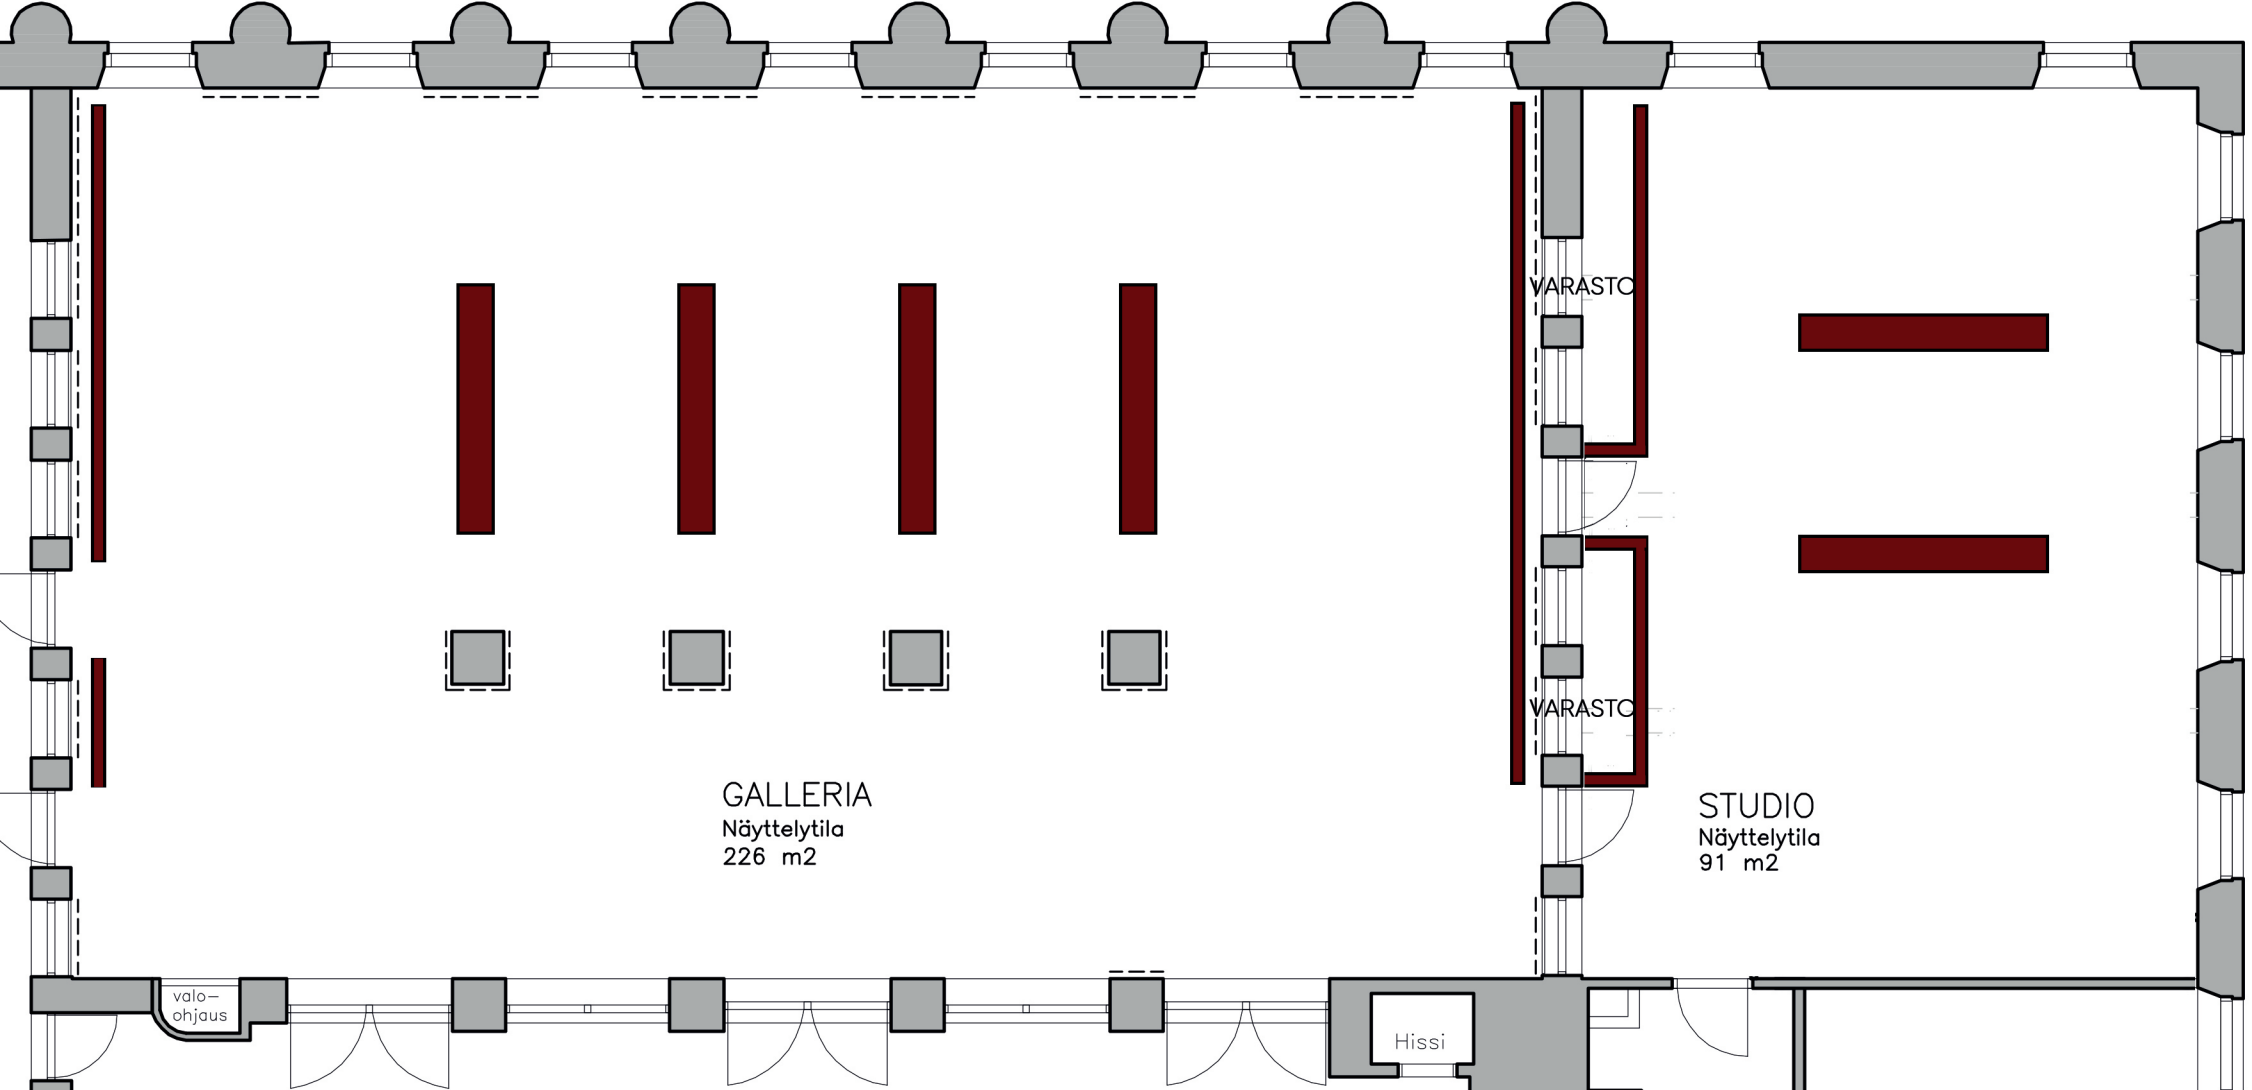 VARASTO
VARASTO
GALLERIA
Näyttelytila
226 m2
STUDIO
Näyttelytila
91 m2
valo-
ohjaus
Hissi